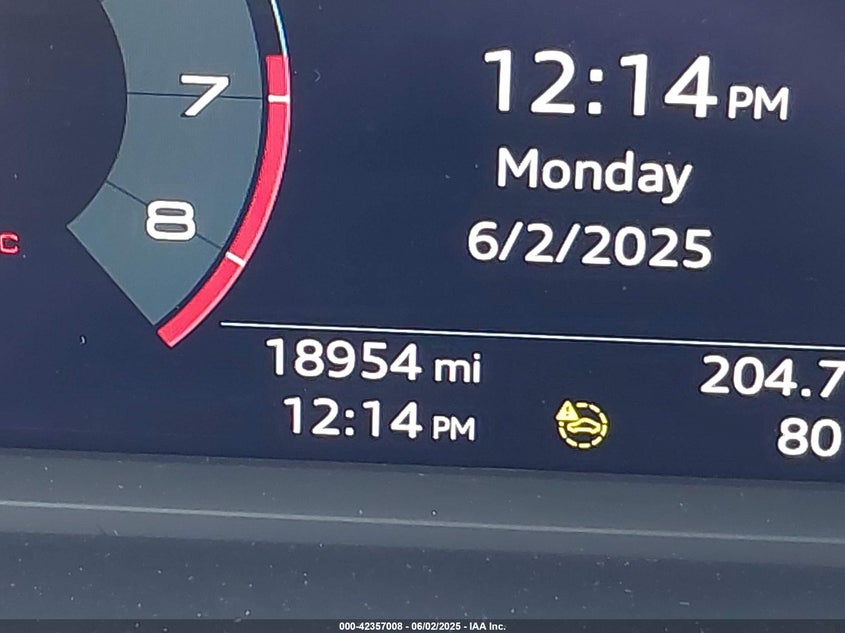 7
8
C
12:14 PM
Monday
6/2/2025
18954 mi
204.7
12:14 PM
80
000-42357008 - 06/02/2025 - IAA Inc.